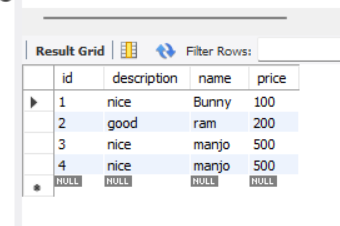 Result Grid Filter Rows:
id description name price
1 nice Bunny 100
2 good ram 200
3 nice manjo 500
4 nice manjo 500
NULL NULL NULL NULL